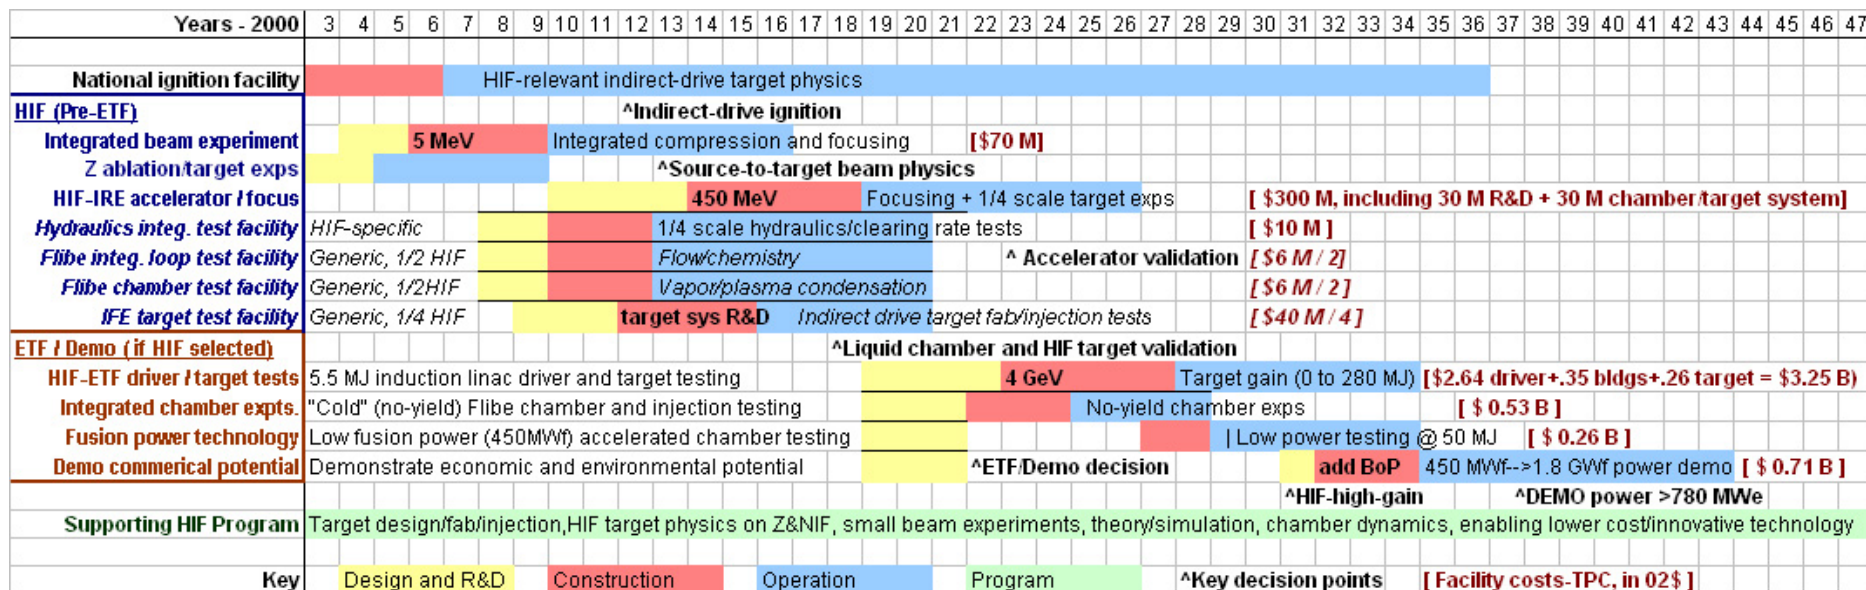 Years - 2000 3 4 5 6 7 8 9 10 11 12 13 14 15 16 17 18 19 20 21 22 23 24 25 26 27 28 29 30 31 32 33 34 35 36 37 38 39 40 41 42 43 44 45 46 47
National ignition facility HIF-relevant indirect-drive target physics
HIF (Pre-ETF) ^Indirect-drive ignition
Integrated beam experiment 5 MeV Integrated compression and focusing [$70 M]
Z ablation/target exps ^Source-to-target beam physics
HIF-IRE accelerator / focus 450 MeV Focusing + 1/4 scale target exps [ $300 M, including 30 M R&D + 30 M chamber/target system]
Hydraulics integ. test facility HIF-specific 1/4 scale hydraulics/clearing rate tests [ $10 M ]
Flibe integ. loop test facility Generic, 1/2 HIF Flow/chemistry ^ Accelerator validation [ $6 M / 2]
Flibe chamber test facility Generic, 1/2HIF Vapor/plasma condensation [ $6 M / 2 ]
IFE target test facility Generic, 1/4 HIF target sys R&D Indirect drive target fab/injection tests [ $40 M / 4 ]
ETF / Demo ( if HIF selected) ^Liquid chamber and HIF target validation
HIF-ETF driver / target tests 5.5 MJ induction linac driver and target testing 4 GeV Target gain (0 to 280 MJ) [$2.64 driver+.35 bldgs+.26 target = $3.25 B)
Integrated chamber expts. "Cold" (no-yield) Flibe chamber and injection testing No-yield chamber exps [ $ 0.53 B ]
Fusion power technology Low fusion power (450MWf) accelerated chamber testing | Low power testing @ 50 MJ [ $ 0.26 B ]
Demo commerical potential Demonstrate economic and environmental potential ^ETF/Demo decision add BoP 450 MWf-->1.8 GWf power demo [ $ 0.71 B ]
^HIF-high-gain ^DEMO power >780 MWe
Supporting HIF Program Target design/fab/injection,HIF target physics on Z&NIF, small beam experiments, theory/simulation, chamber dynamics, enabling lower cost/innovative technology
Key Design and R&D Construction Operation Program ^Key decision points [ Facility costs-TPC, in 02$ ]